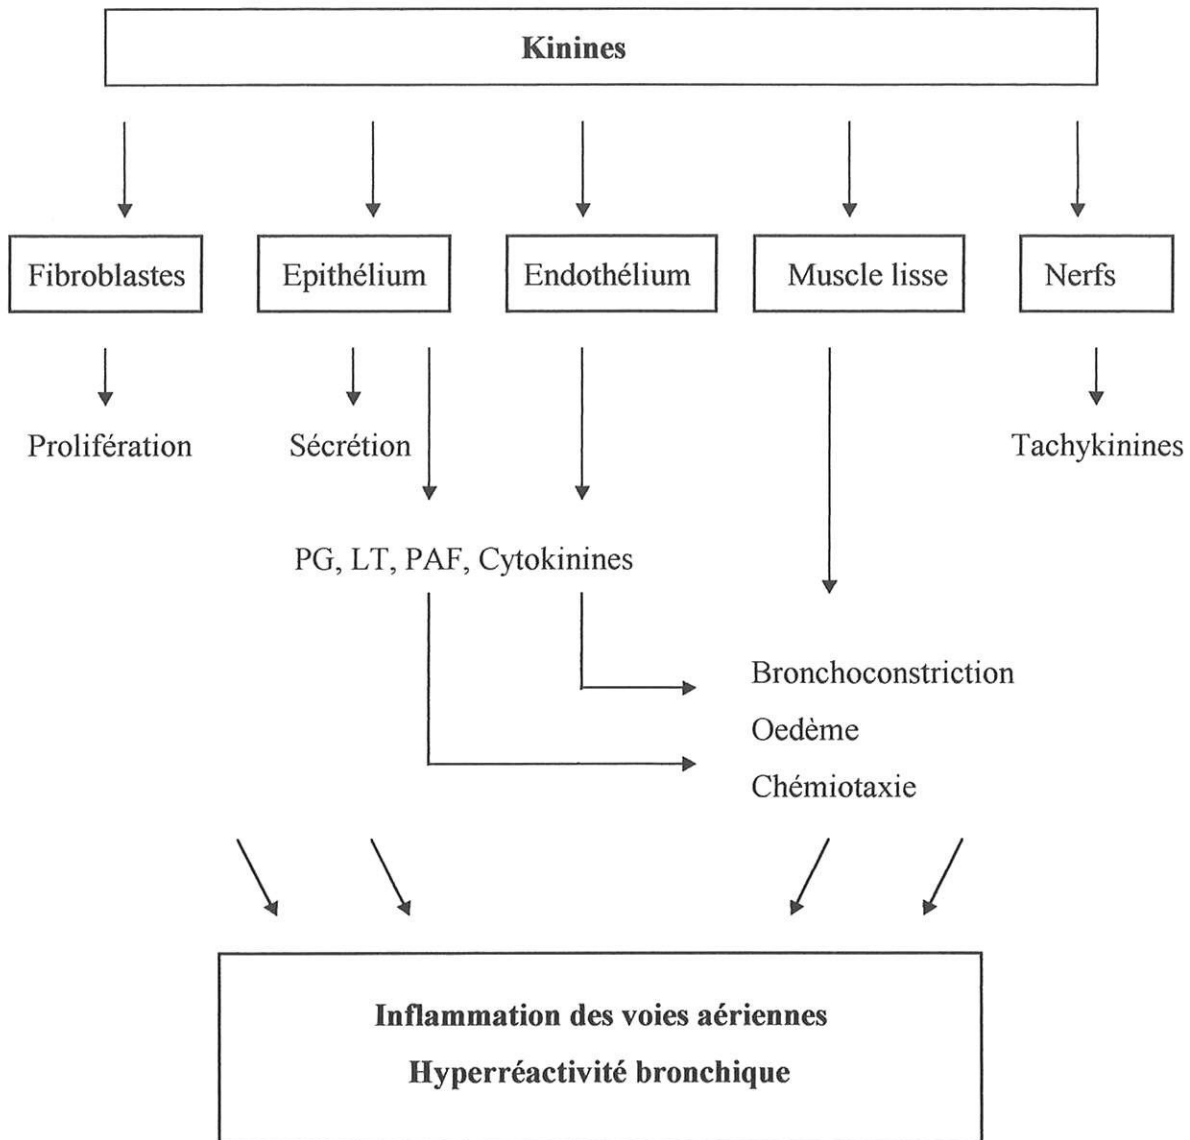 Kinines
Fibroblastes
Epithélium
Endothélium
Muscle lisse
Nerfs
Prolifération
Sécrétion
Tachykinines
PG, LT, PAF, Cytokinines
Bronchoconstriction
Oedème
Chémiotaxie
Inflammation des voies aériennes
Hyperréactivité bronchique